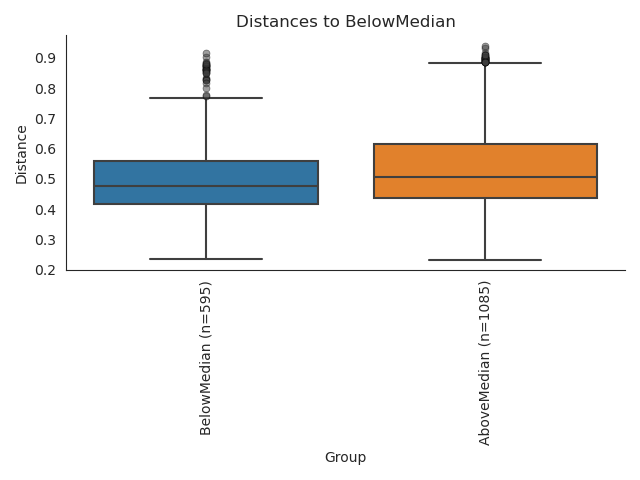 Distances to BelowMedian
Distance
0.9
0.8
0.7
0.6
0.5
0.4
0.3
0.2
BelowMedian (n=595)
AboveMedian (n=1085)
Group